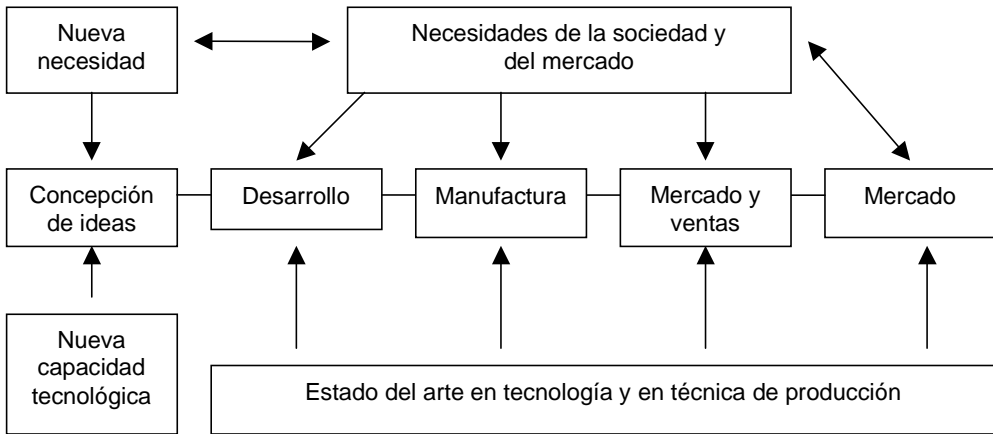 Nueva
necesidad
Necesidades de la sociedad y
del mercado
Concepción
de ideas
Desarrollo
Manufactura
Mercado y
ventas
Mercado
Nueva
capacidad
tecnológica
Estado del arte en tecnología y en técnica de producción